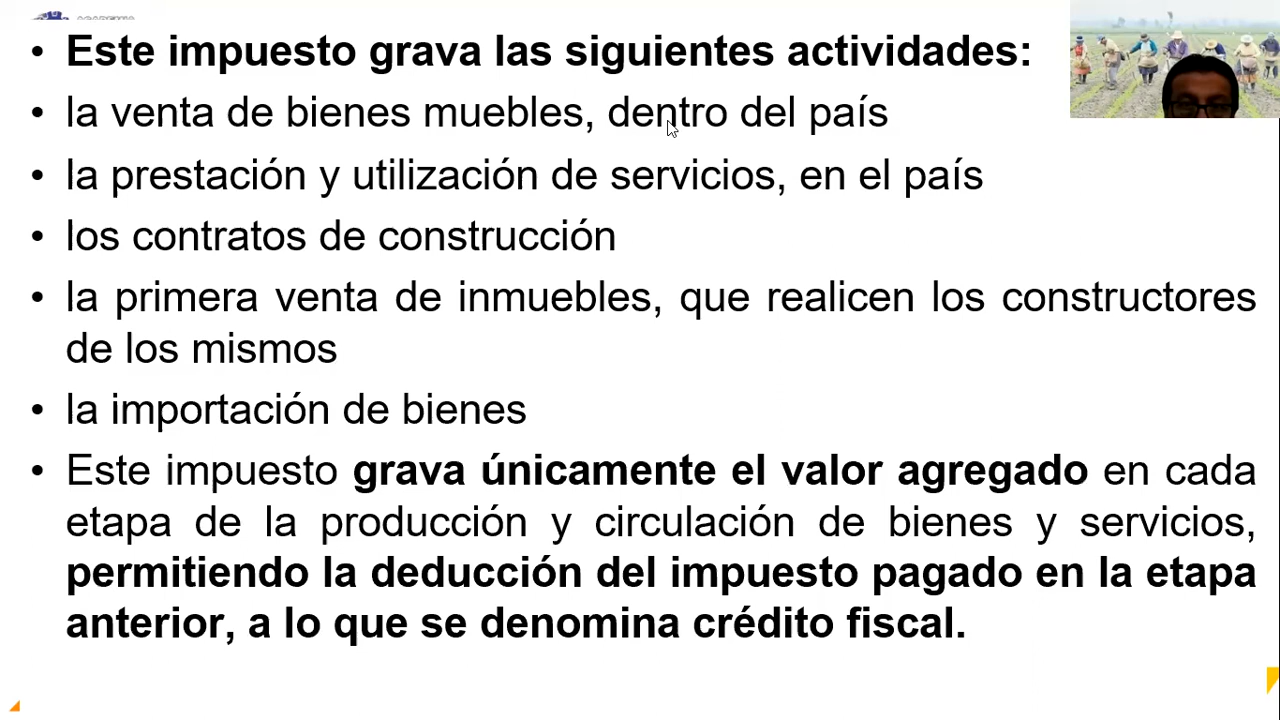 • Este impuesto grava las siguientes actividades:
• la venta de bienes muebles, dentro del país
• la prestación y utilización de servicios, en el país
• los contratos de construcción
• la primera venta de inmuebles, que realicen los constructores
de los mismos
• la importación de bienes
• Este impuesto grava únicamente el valor agregado en cada
etapa de la producción y circulación de bienes y servicios,
permitiendo la deducción del impuesto pagado en la etapa
anterior, a lo que se denomina crédito fiscal.